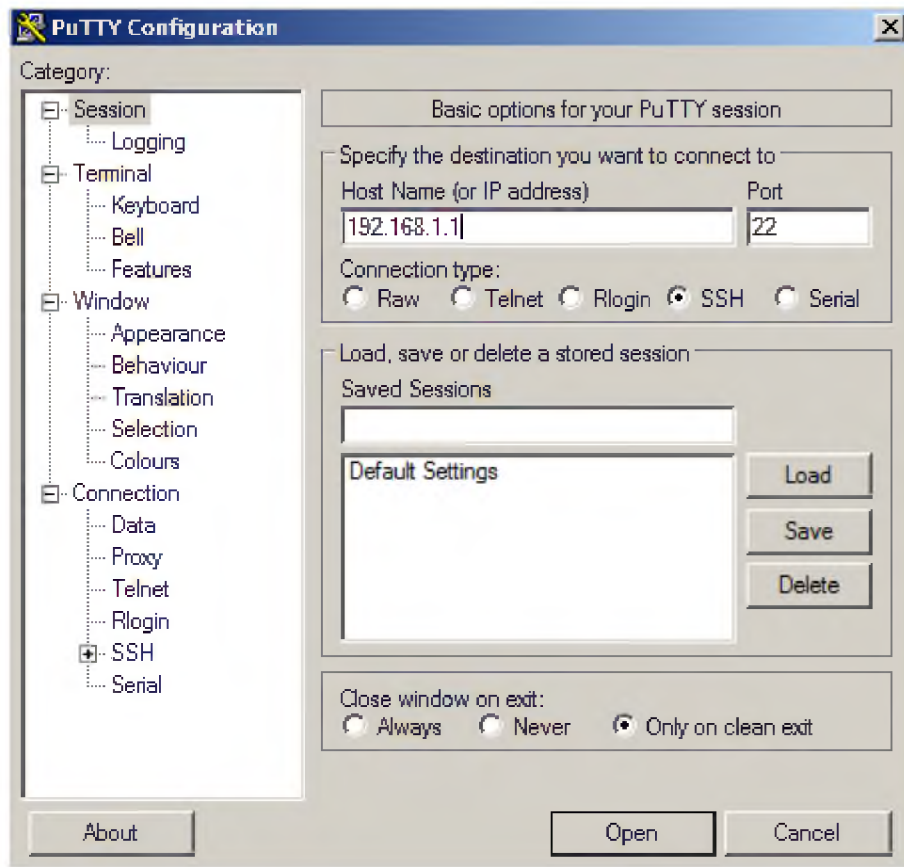 PuTTY Configuration
Category:
Session
Logging
Terminal
Keyboard
Bell
Features
Window
Appearance
Behaviour
Translation
Selection
Colours
Connection
Data
Proxy
Telnet
Rlogin
SSH
Serial
Basic options for your PuTTY session
Specify the destination you want to connect to
Host Name (or IP address) Port
192.168.1.1 22
Connection type:
Raw Telnet Rlogin SSH Serial
Load, save or delete a stored session
Saved Sessions
Default Settings
Load
Save
Delete
Close window on exit:
Always Never Only on clean exit
About Open Cancel